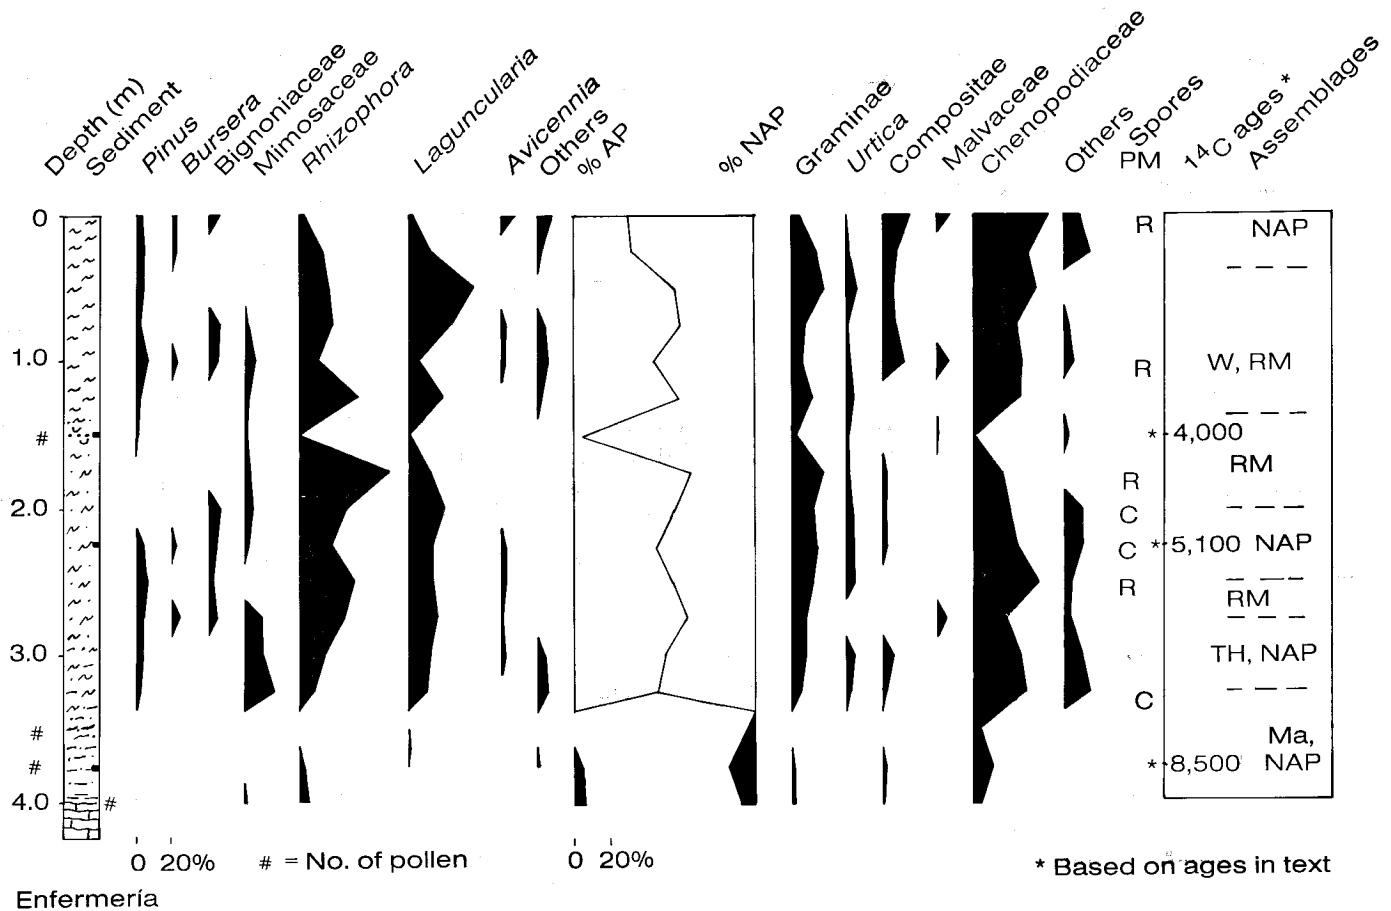 Depth (m)
Sediment
Pinus
Bursera
Bignoniaceae
Mimosaceae
Rhizophora
Laguncularia
Avicennia
Others
% AP
% NAP
Graminae
Urtica
Compositae
Malvaceae
Chenopodiaceae
Others
Spores
PM
14C ages *
Assemblages
0
R
NAP
1.0
R
W, RM
#
* 4,000
RM
R
2.0
C
C
* 5,100 NAP
R
RM
3.0
TH, NAP
C
#
Ma,
#
* 8,500 NAP
4.0
#
0 20%
# = No. of pollen
0 20%
* Based on ages in text
Enfermería